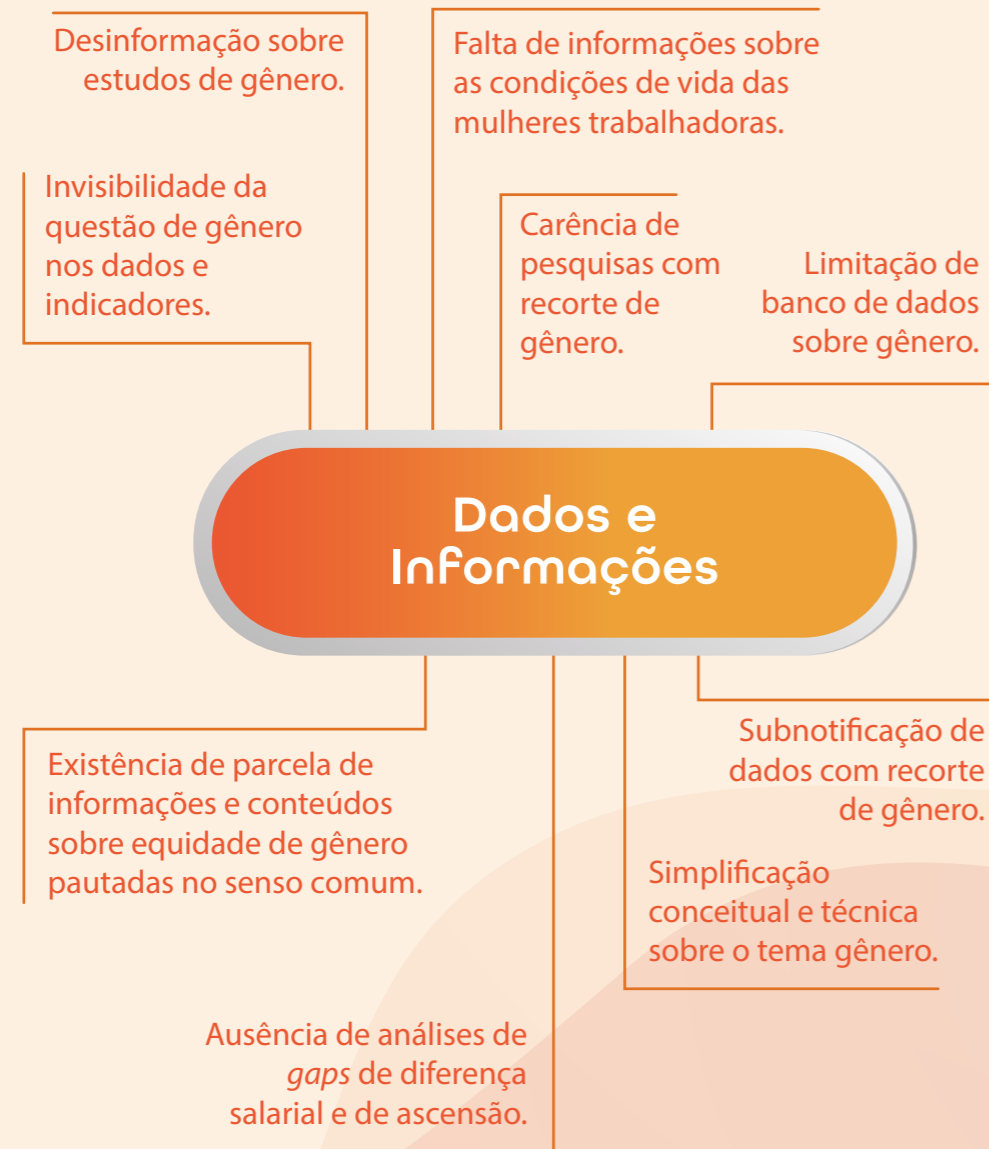 Desinformação sobre
estudos de gênero.
Falta de informações sobre
as condições de vida das
mulheres trabalhadoras.
Invisibilidade da
questão de gênero
nos dados e
indicadores.
Carência de
pesquisas com
recorte de
gênero.
Limitação de
banco de dados
sobre gênero.
Dados e
Informações
Existência de parcela de
informações e conteúdos
sobre equidade de gênero
pautadas no senso comum.
Subnotificação de
dados com recorte
de gênero.
Simplificação
conceitual e técnica
sobre o tema gênero.
Ausência de análises de
gaps de diferença
salarial e de ascensão.